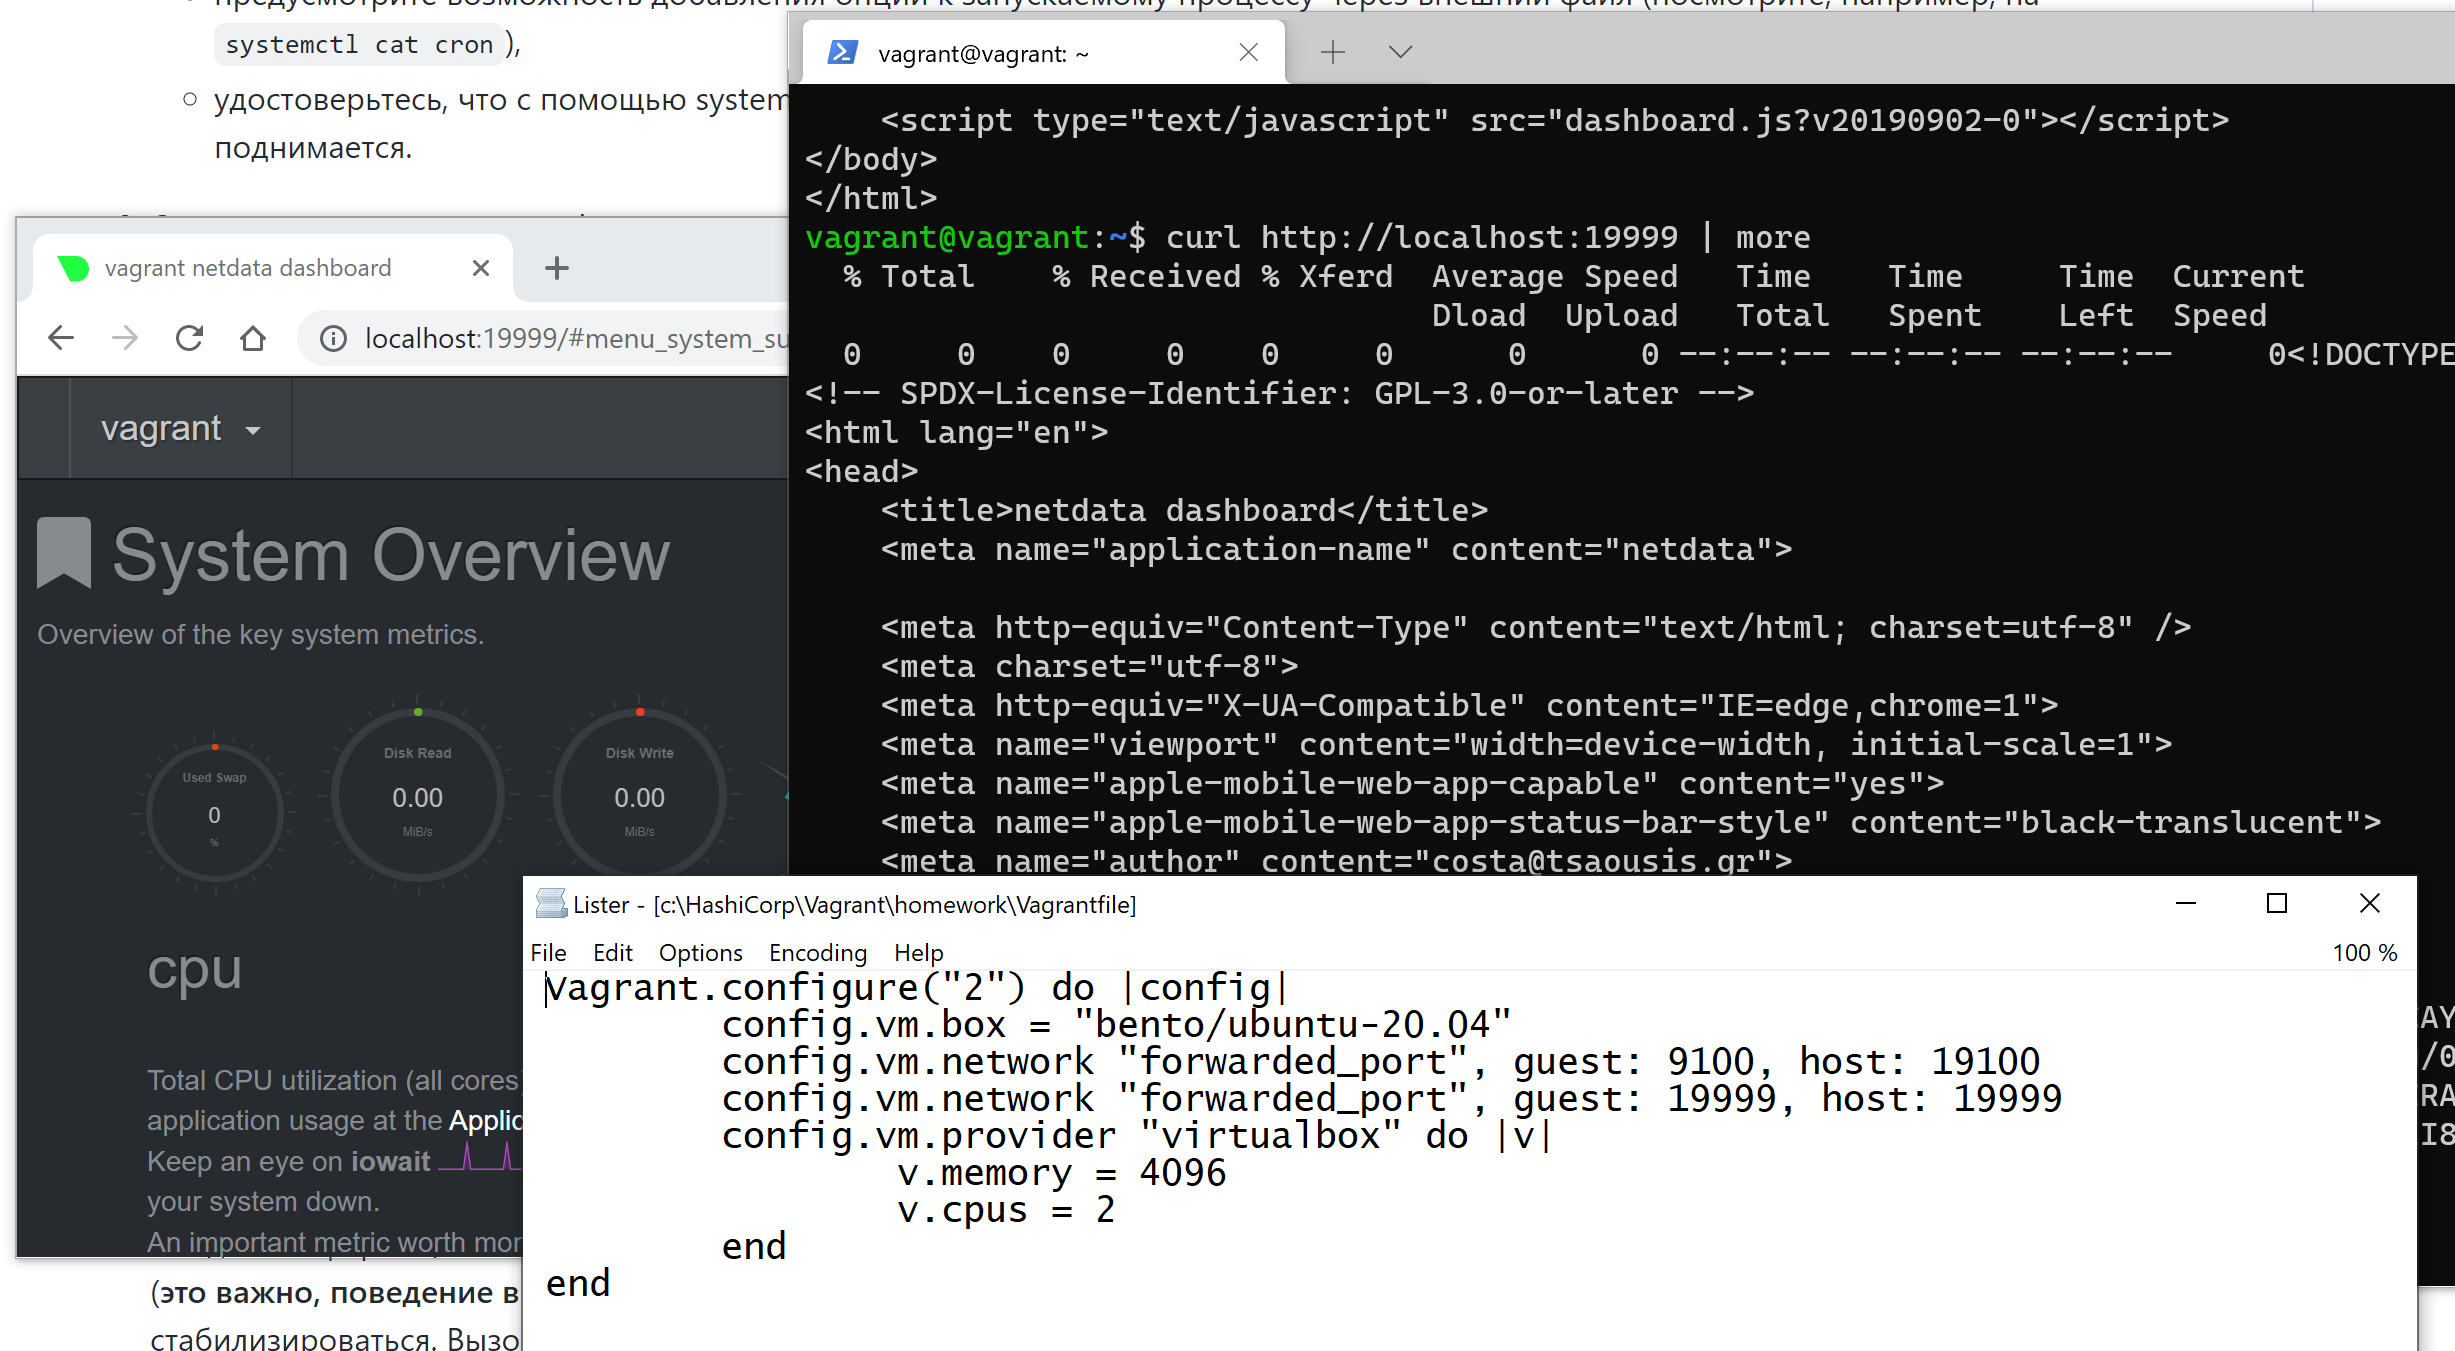 systemctl cat cron ),
удостоверьтесь, что с помощью system
поднимается.
vagrant netdata dashboard
localhost:19999/#menu_system_su
vagrant
System Overview
Overview of the key system metrics.
Used Swap
0
%
Disk Read
0.00
MiB/s
Disk Write
0.00
MiB/s
cpu
Total CPU utilization (all cores)
application usage at the Applic
Keep an eye on iowait
your system down.
An important metric worth mor
(это важно, поведение в
стабилизироваться. Вызо
vagrant@vagrant: ~
<script type="text/javascript" src="dashboard.js?v20190902-0"></script>
</body>
</html>
vagrant@vagrant:~$ curl http://localhost:19999 | more
% Total % Received % Xferd Average Speed Time Time Time Current
Dload Upload Total Spent Left Speed
0 0 0 0 0 0 0 0 --:--:-- --:--:-- --:--:-- 0<!DOCTYPE
<!-- SPDX-License-Identifier: GPL-3.0-or-later -->
<html lang="en">
<head>
<title>netdata dashboard</title>
<meta name="application-name" content="netdata">
<meta http-equiv="Content-Type" content="text/html; charset=utf-8" />
<meta charset="utf-8">
<meta http-equiv="X-UA-Compatible" content="IE=edge,chrome=1">
<meta name="viewport" content="width=device-width, initial-scale=1">
<meta name="apple-mobile-web-app-capable" content="yes">
<meta name="apple-mobile-web-app-status-bar-style" content="black-translucent">
<meta name="author" content="costa@tsaousis.gr">
AY
/0
RA
I8
Lister - [c:\HashiCorp\Vagrant\homework\Vagrantfile]
File Edit Options Encoding Help 100 %
Vagrant.configure("2") do |config|
config.vm.box = "bento/ubuntu-20.04"
config.vm.network "forwarded_port", guest: 9100, host: 19100
config.vm.network "forwarded_port", guest: 19999, host: 19999
config.vm.provider "virtualbox" do |v|
v.memory = 4096
v.cpus = 2
end
end